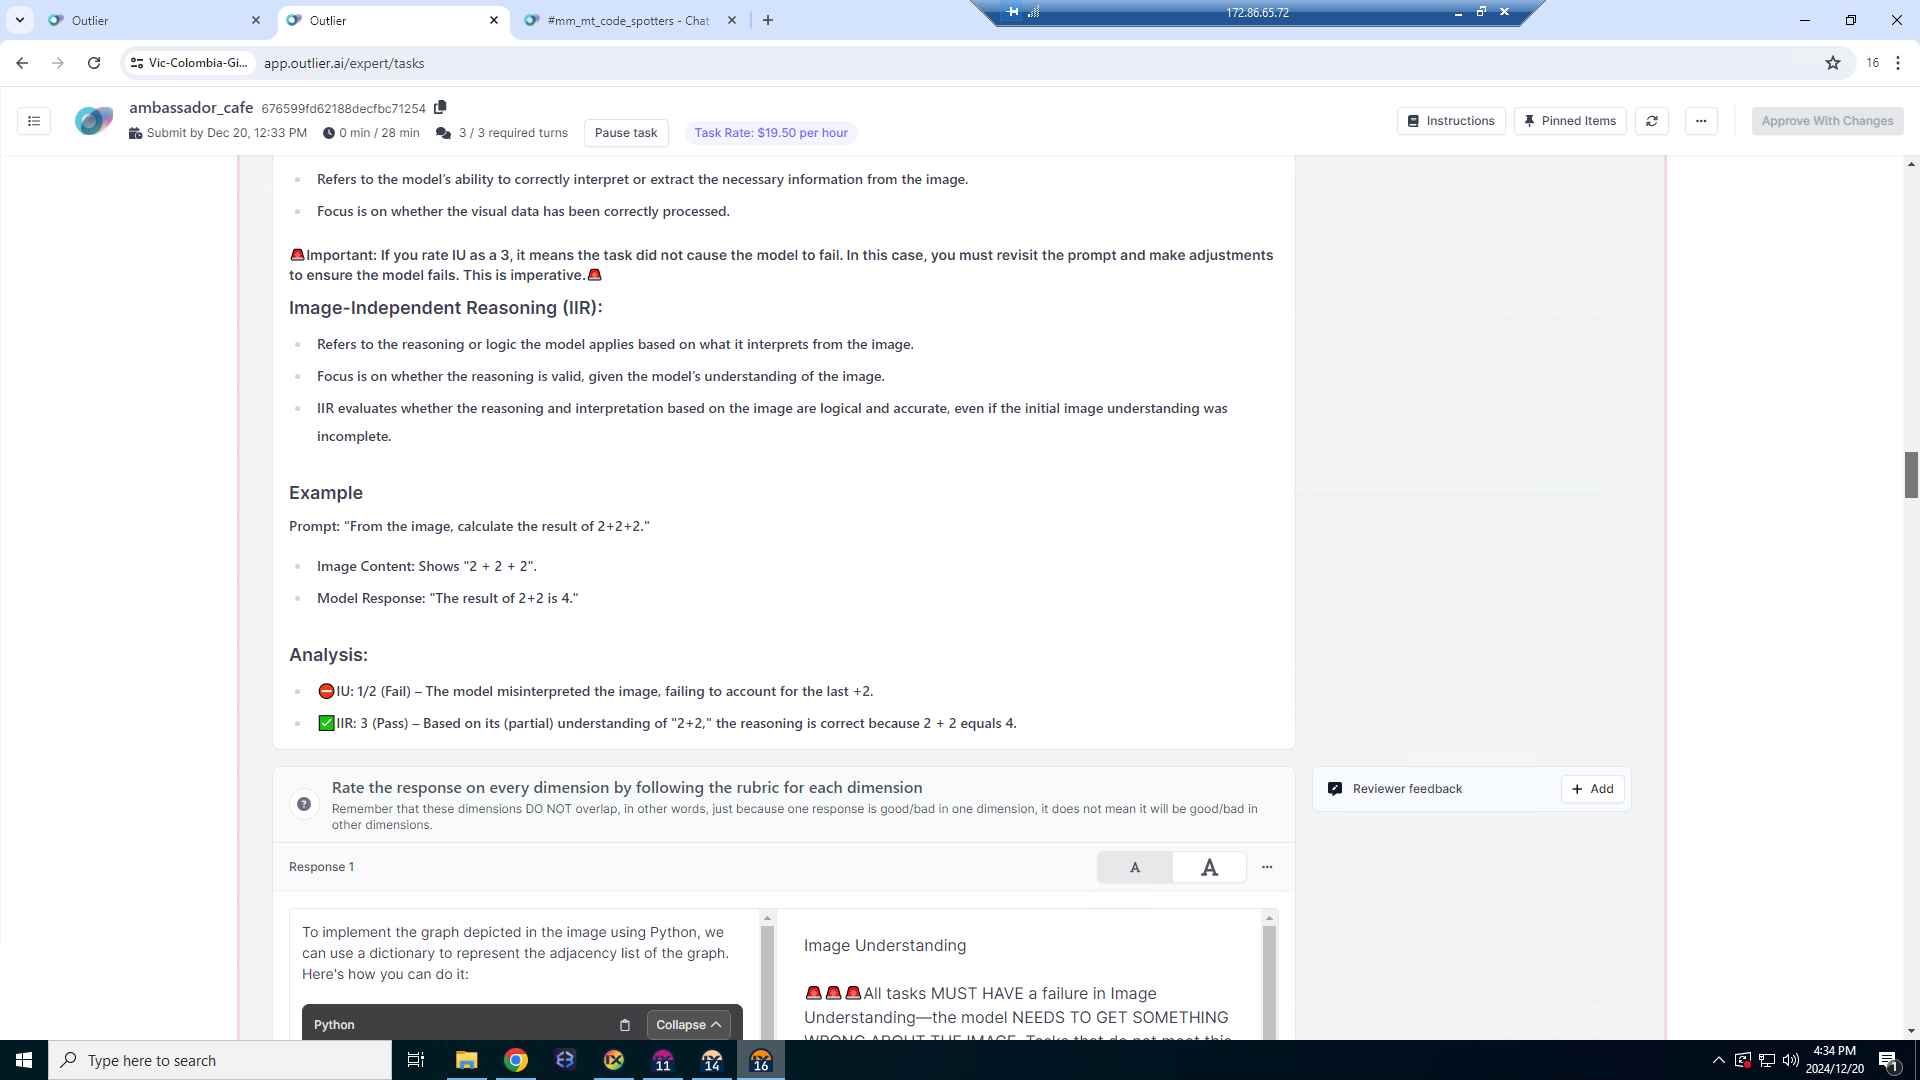 Outlier
Outlier
#mm_mt_code_spotters - Chat
172.86.65.72
Vic-Colombia-Gi...
app.outlier.ai/expert/tasks
16
ambassador_cafe 676599fd62188decfbc71254
Submit by Dec 20, 12:33 PM 0 min / 28 min 3 / 3 required turns Pause task Task Rate: $19.50 per hour
Instructions Pinned Items Approve With Changes
Refers to the model's ability to correctly interpret or extract the necessary information from the image.
Focus is on whether the visual data has been correctly processed.
🚨Important: If you rate IU as a 3, it means the task did not cause the model to fail. In this case, you must revisit the prompt and make adjustments
to ensure the model fails. This is imperative.🚨
Image-Independent Reasoning (IIR):
Refers to the reasoning or logic the model applies based on what it interprets from the image.
Focus is on whether the reasoning is valid, given the model's understanding of the image.
IIR evaluates whether the reasoning and interpretation based on the image are logical and accurate, even if the initial image understanding was
incomplete.
Example
Prompt: "From the image, calculate the result of 2+2+2."
Image Content: Shows "2 + 2 + 2".
Model Response: "The result of 2+2 is 4."
Analysis:
⛔IU: 1/2 (Fail) – The model misinterpreted the image, failing to account for the last +2.
✅IIR: 3 (Pass) – Based on its (partial) understanding of "2+2," the reasoning is correct because 2 + 2 equals 4.
Rate the response on every dimension by following the rubric for each dimension
Remember that these dimensions DO NOT overlap, in other words, just because one response is good/bad in one dimension, it does not mean it will be good/bad in
other dimensions.
Reviewer feedback
Add
Response 1
A A
To implement the graph depicted in the image using Python, we
can use a dictionary to represent the adjacency list of the graph.
Here's how you can do it:
Python Collapse
Image Understanding
🚨🚨🚨All tasks MUST HAVE a failure in Image
Understanding—the model NEEDS TO GET SOMETHING
WRONG ABOUT THE IMAGE. Tasks that do not meet this
Type here to search
11
14
16
4:34 PM
2024/12/20
1